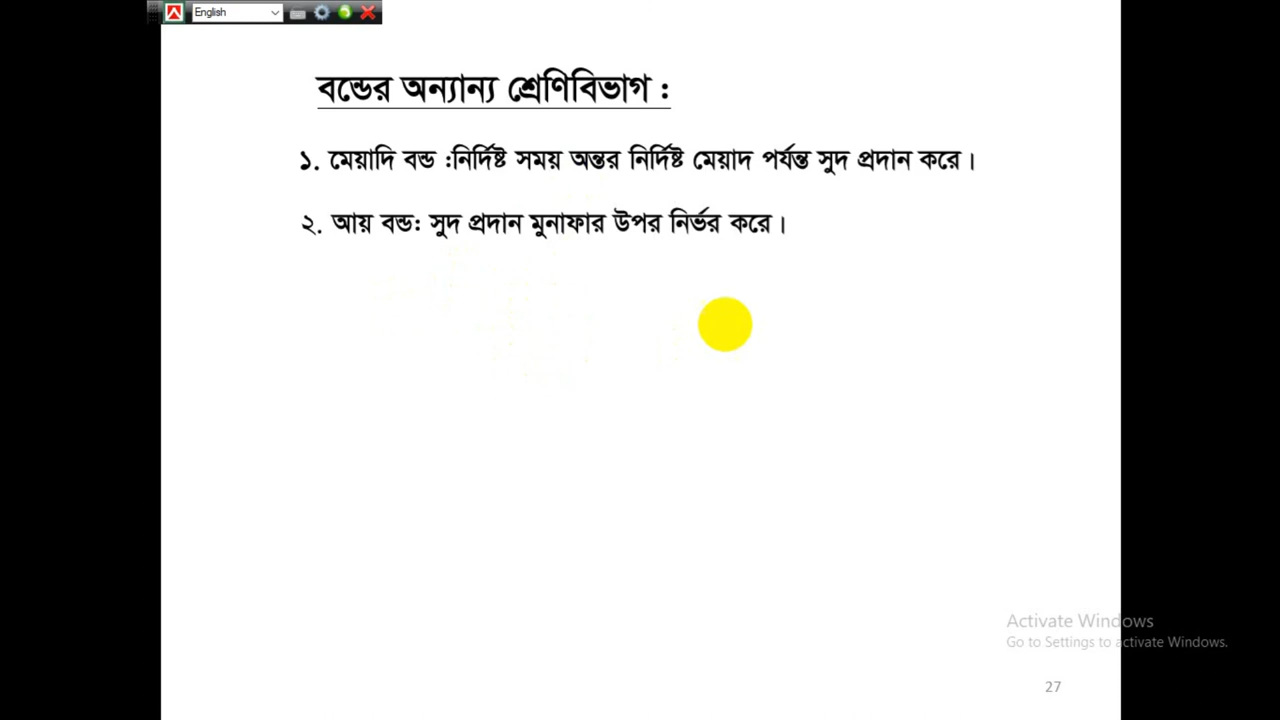 English
বন্ডের অন্যান্য শ্রেণিবিভাগ :
১. মেয়াদি বন্ড :নির্দিষ্ট সময় অন্তর নির্দিষ্ট মেয়াদ পর্যন্ত সুদ প্রদান করে।
২. আয় বন্ড: সুদ প্রদান মুনাফার উপর নির্ভর করে।
Activate Windows
Go to Settings to activate Windows.
27